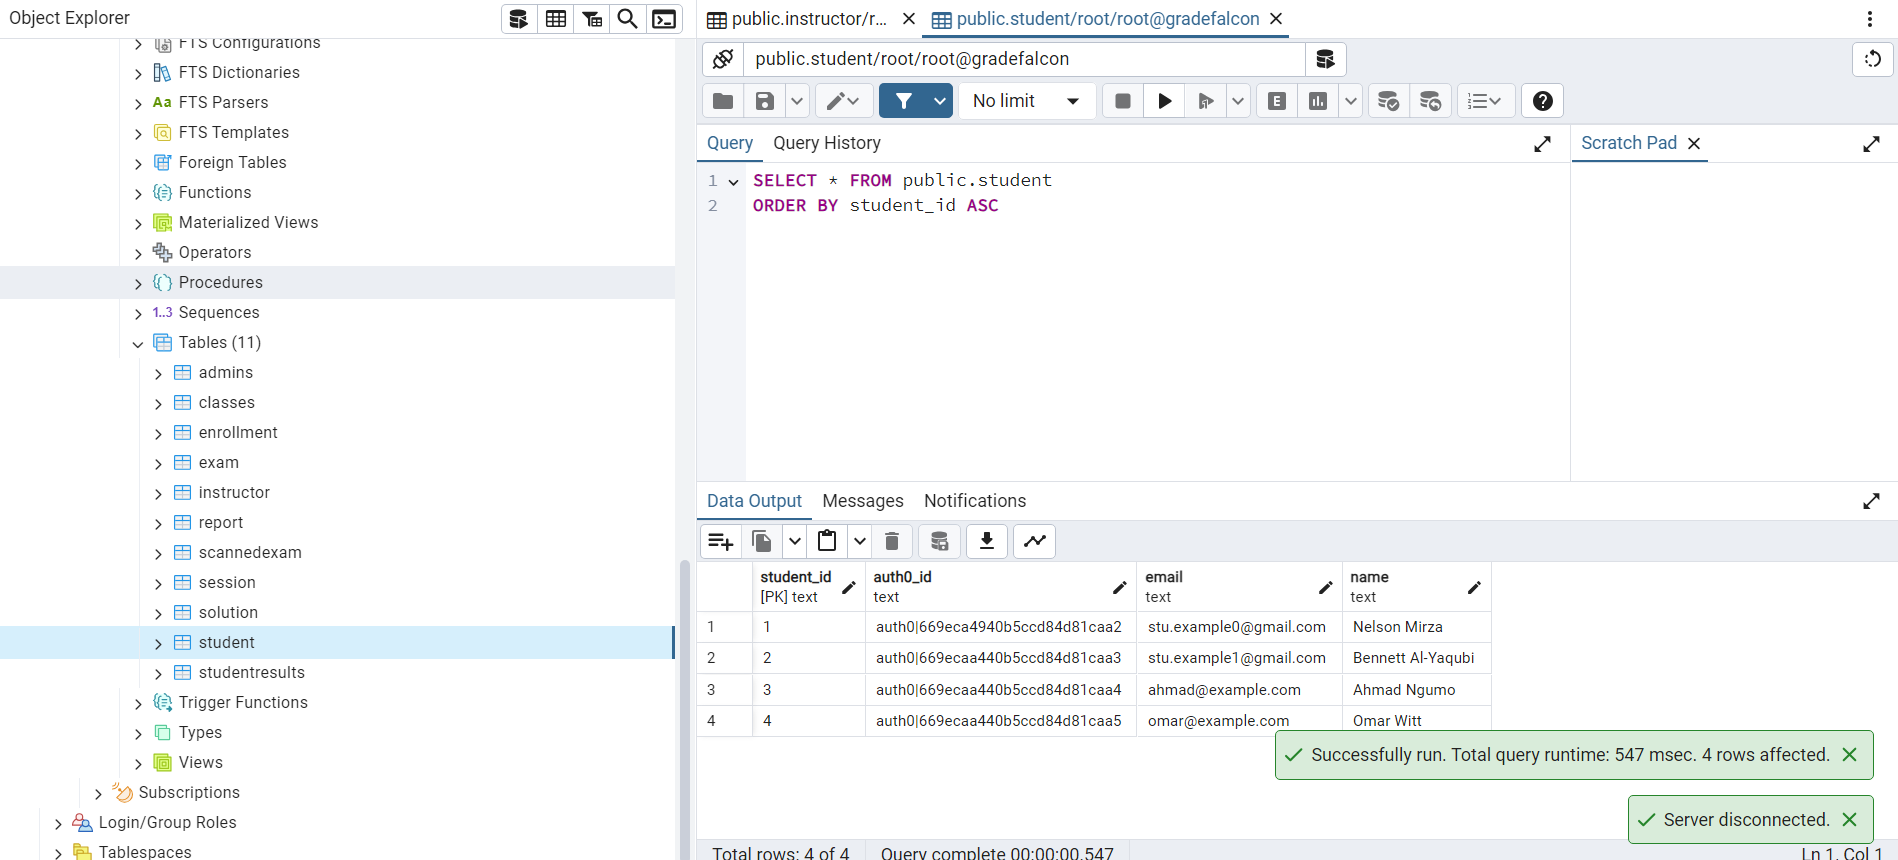 Object Explorer
FTS Configurations
FTS Dictionaries
Aa FTS Parsers
FTS Templates
Foreign Tables
Functions
Materialized Views
Operators
Procedures
1..3 Sequences
Tables (11)
admins
classes
enrollment
exam
instructor
report
scannedexam
session
solution
student
studentresults
Trigger Functions
Types
Views
Subscriptions
Login/Group Roles
Tablespaces
public.instructor/r... public.student/root/root@gradefalcon
public.student/root/root@gradefalcon
No limit E
Query Query History Scratch Pad
1 SELECT * FROM public.student
2 ORDER BY student_id ASC
Data Output Messages Notifications
student_id auth0_id email name
[PK] text text text text
1 1 auth0|669eca4940b5ccd84d81caa2 stu.example0@gmail.com Nelson Mirza
2 2 auth0|669ecaa440b5ccd84d81caa3 stu.example1@gmail.com Bennett Al-Yaqubi
3 3 auth0|669ecaa440b5ccd84d81caa4 ahmad@example.com Ahmad Ngumo
4 4 auth0|669ecaa440b5ccd84d81caa5 omar@example.com Omar Witt
Successfully run. Total query runtime: 547 msec. 4 rows affected.
Server disconnected.
Total rows: 4 of 4 Query complete 00:00:00.547 Ln 1, Col 1